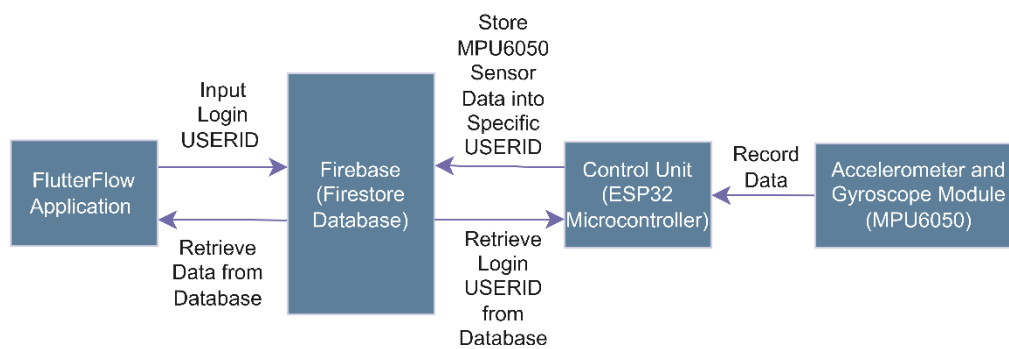 Input
Login
USERID
Store
MPU6050
Sensor
Data into
Specific
USERID
Record
Data
FlutterFlow
Application
Firebase
(Firestore
Database)
Control Unit
(ESP32
Microcontroller)
Accelerometer and
Gyroscope Module
(MPU6050)
Retrieve
Data from
Database
Retrieve
Login
USERID
from
Database